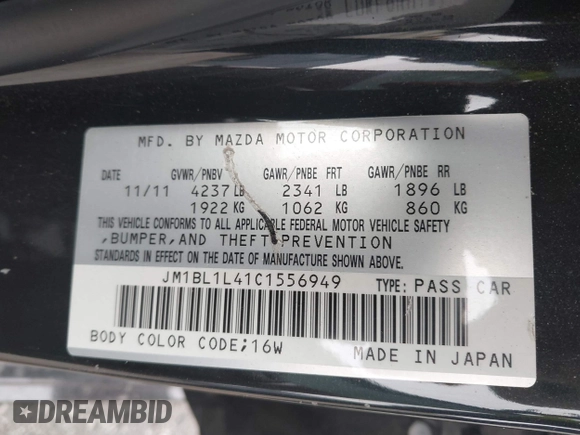 MFD. BY MAZDA MOTOR CORPORATION
DATE GVWR/PNBV GAWR/PNBE FRT GAWR/PNBE RR
11/11 4237 LB 2341 LB 1896 LB
1922 KG 1062 KG 860 KG
THIS VEHICLE CONFORMS TO ALL APPLICABLE FEDERAL MOTOR VEHICLE SAFETY
,BUMPER,AND THEFT PREVENTION
STANDARDS IN EFFECT ON THE DATE OF MANUFACTURE SHOWN ABOVE.
JM1BL1L41C1556949 TYPE: PASS CAR
BODY COLOR CODE;16W MADE IN JAPAN
DREAMBID